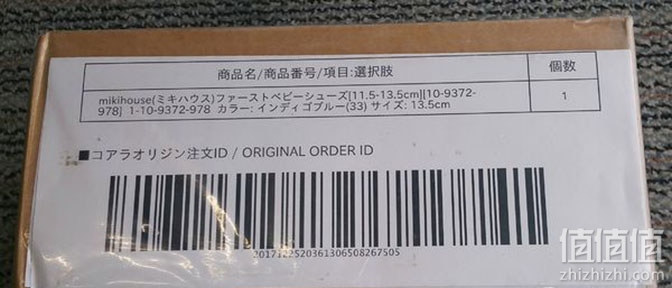 商品名/商品番号/項目:選択肢
個数
mikihouse(ミキハウス)ファーストベビーシューズ[11.5-13.5cm][10-9372-
978] 1-10-9372-978 カラー: インディゴブルー(33) サイズ: 13.5cm
1
■コアラオリジン注文ID / ORIGINAL ORDER ID
2017122520361306508267505
值值值
zhizhizhi.com